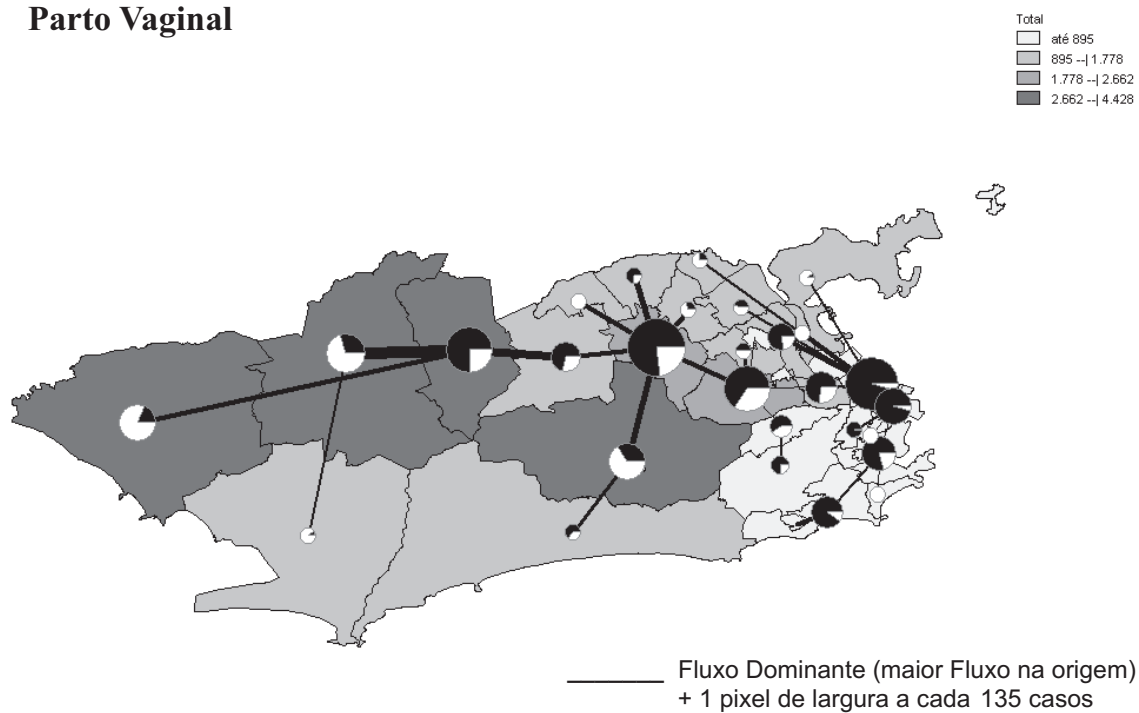 Parto Vaginal
Total
até 895
895 --| 1.778
1.778 --| 2.662
2.662 --| 4.428
Fluxo Dominante (maior Fluxo na origem)
+ 1 pixel de largura a cada 135 casos